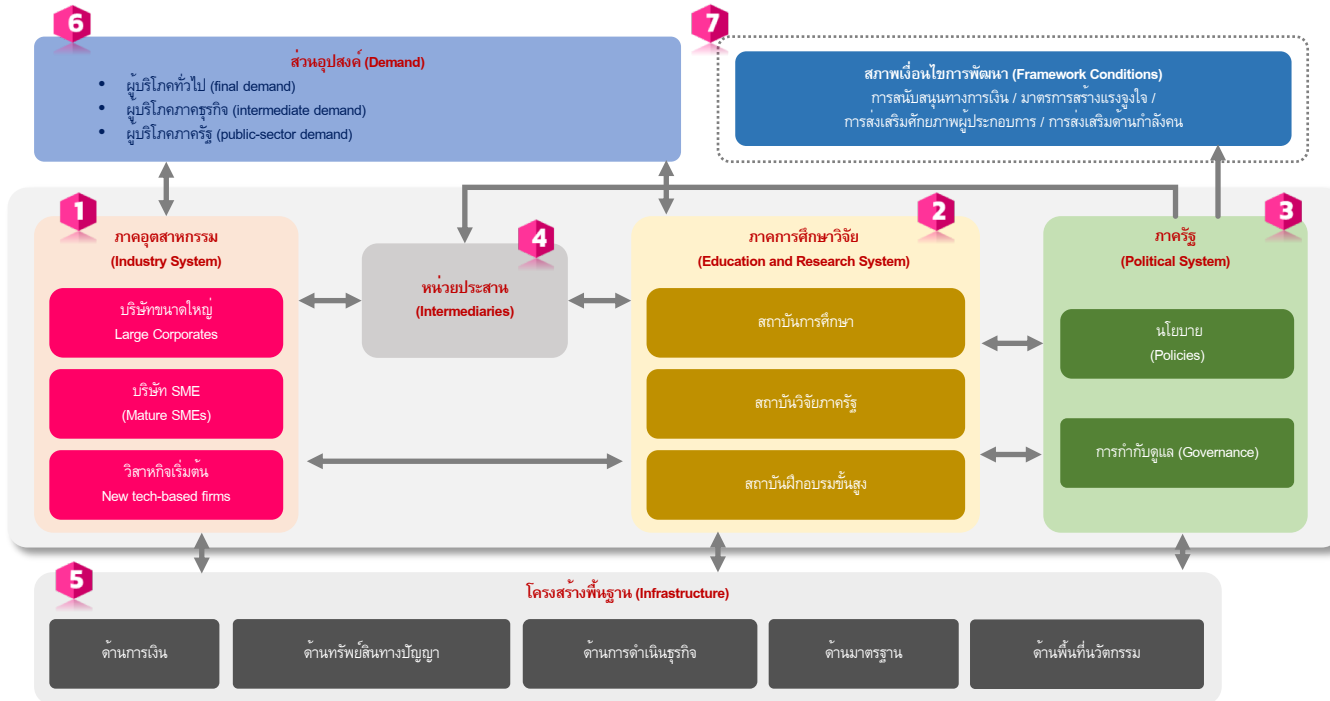 6
ส่วนอุปสงค์ (Demand)
• ผู้บริโภคทั่วไป (final demand)
• ผู้บริโภคภาคธุรกิจ (intermediate demand)
• ผู้บริโภคภาครัฐ (public-sector demand)
7
สภาพเงื่อนไขการพัฒนา (Framework Conditions)
การสนับสนุนทางการเงิน / มาตรการสร้างแรงจูงใจ /
การส่งเสริมศักยภาพผู้ประกอบการ / การสงเสริมด้านกำลังคน
1
ภาคอุตสาหกรรม
(Industry System)
บริษัทขนาดใหญ่
Large Corporates
บริษัท SME
(Mature SMEs)
วิสาหกิจเริ่มต้น
New tech-based firms
4
หน่วยประสาน
(Intermediaries)
2
ภาคการศึกษาวิจัย
(Education and Research System)
สถาบันการศึกษา
สถาบันวิจัยภาครัฐ
สถาบันฝึกอบรมขั้นสูง
3
ภาครัฐ
(Political System)
นโยบาย
(Policies)
การกำกับดูแล (Governance)
5
โครงสร้างพื้นฐาน (Infrastructure)
ด้านการเงิน
ด้านทรัพย์สินทางปัญญา
ด้านการดำเนินธุรกิจ
ด้านมาตรฐาน
ด้านพื้นที่นวัตกรรม